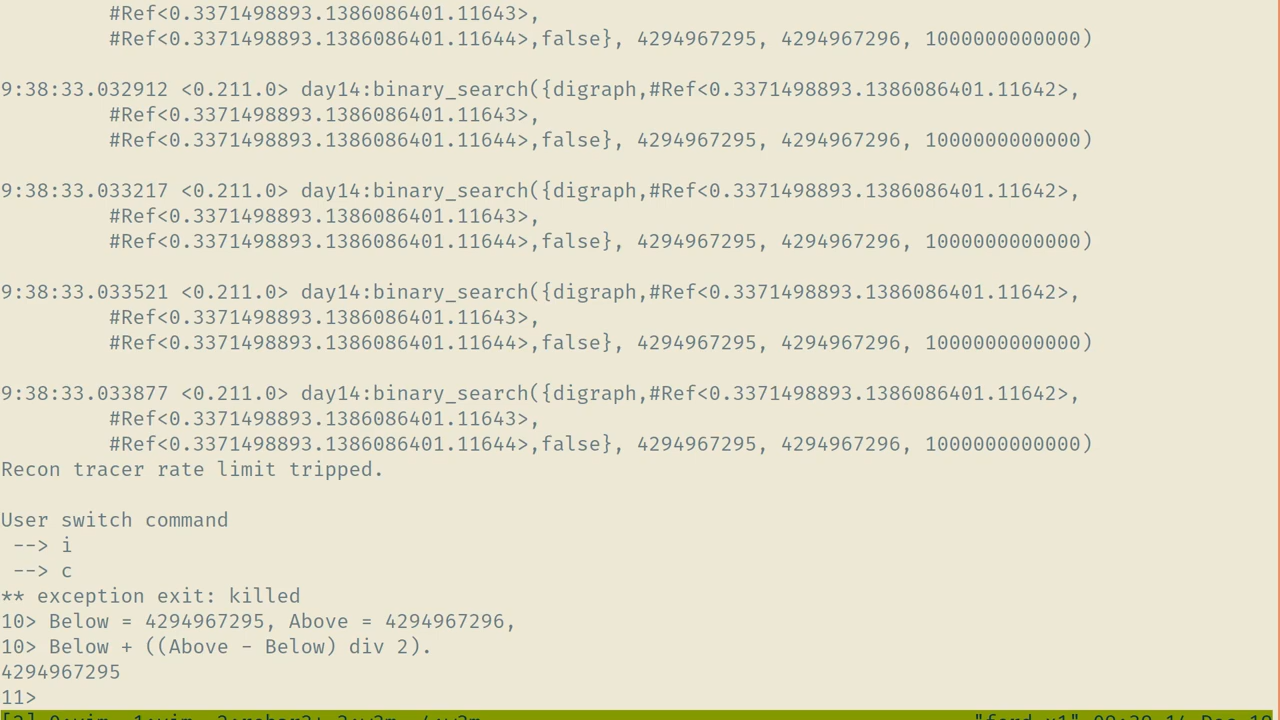 #Ref<0.3371498893.1386086401.11643>,
#Ref<0.3371498893.1386086401.11644>,false}, 4294967295, 4294967296, 1000000000000)
9:38:33.032912 <0.211.0> day14:binary_search({digraph,#Ref<0.3371498893.1386086401.11642>,
#Ref<0.3371498893.1386086401.11643>,
#Ref<0.3371498893.1386086401.11644>,false}, 4294967295, 4294967296, 1000000000000)
9:38:33.033217 <0.211.0> day14:binary_search({digraph,#Ref<0.3371498893.1386086401.11642>,
#Ref<0.3371498893.1386086401.11643>,
#Ref<0.3371498893.1386086401.11644>,false}, 4294967295, 4294967296, 1000000000000)
9:38:33.033521 <0.211.0> day14:binary_search({digraph,#Ref<0.3371498893.1386086401.11642>,
#Ref<0.3371498893.1386086401.11643>,
#Ref<0.3371498893.1386086401.11644>,false}, 4294967295, 4294967296, 1000000000000)
9:38:33.033877 <0.211.0> day14:binary_search({digraph,#Ref<0.3371498893.1386086401.11642>,
#Ref<0.3371498893.1386086401.11643>,
#Ref<0.3371498893.1386086401.11644>,false}, 4294967295, 4294967296, 1000000000000)
Recon tracer rate limit tripped.
User switch command
--> i
--> c
** exception exit: killed
10> Below = 4294967295, Above = 4294967296,
10> Below + ((Above - Below) div 2).
4294967295
11>